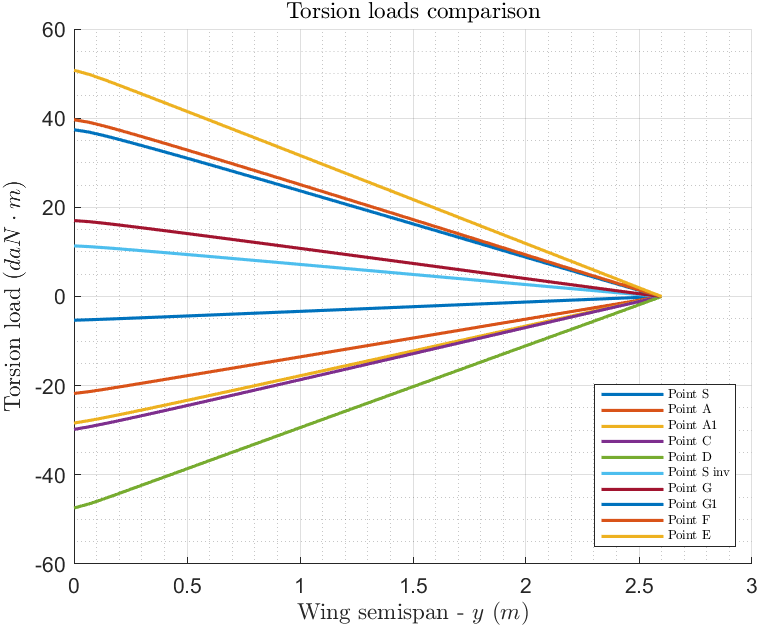 Torsion loads comparison
60
40
20
0
-20
-40
-60
Torsion load (daN · m)
0
0.5
1
1.5
2
2.5
3
Wing semispan - y (m)
Point S
Point A
Point A1
Point C
Point D
Point S inv
Point G
Point G1
Point F
Point E